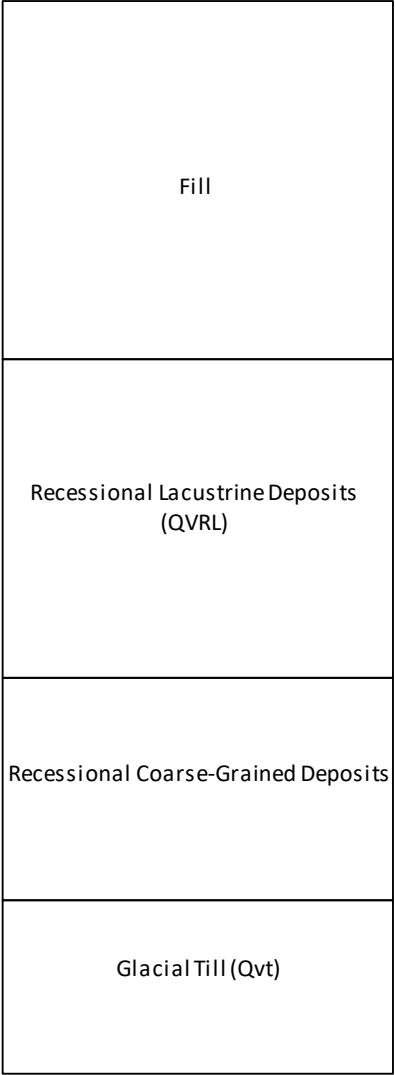 Fill
Recessional Lacustrine Deposits
(QVRL)
Recessional Coarse-Grained Deposits
Glacial Till (Qvt)